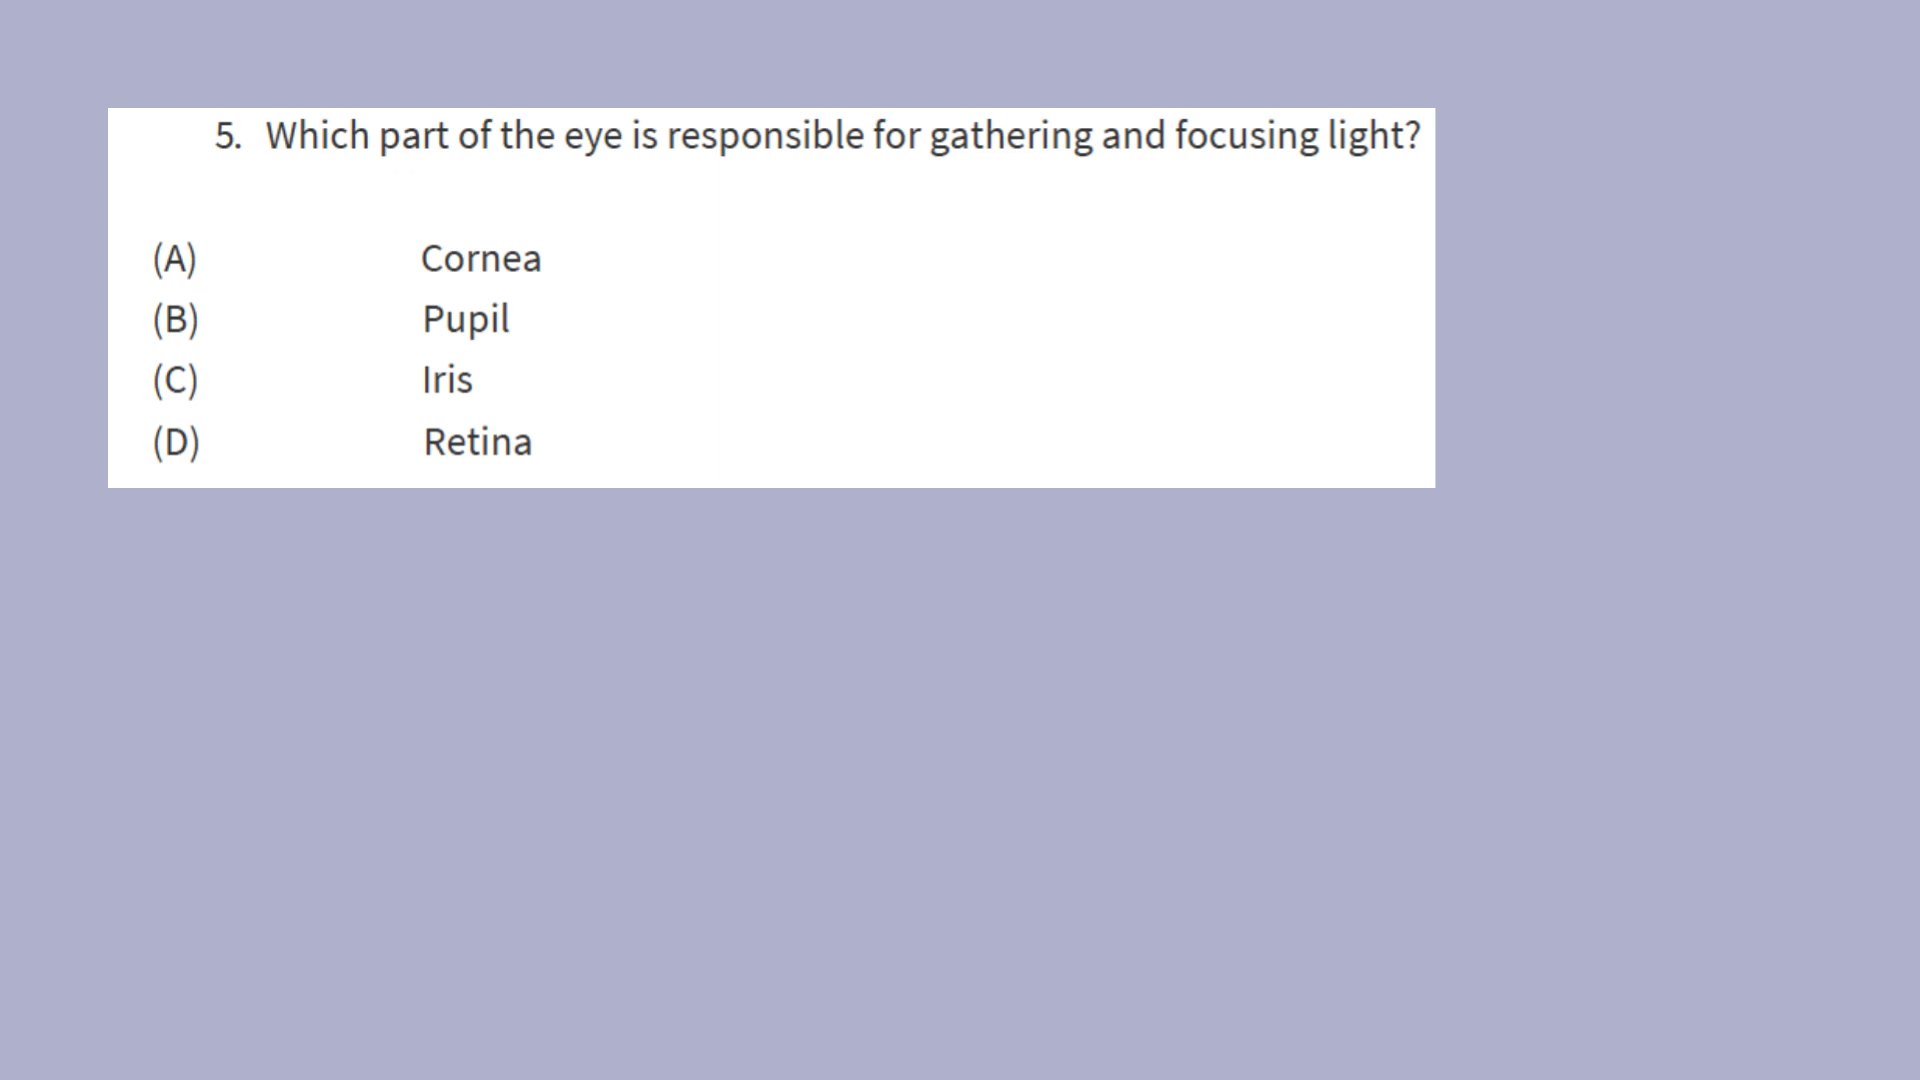 5. Which part of the eye is responsible for gathering and focusing light?
(A) Cornea
(B) Pupil
(C) Iris
(D) Retina